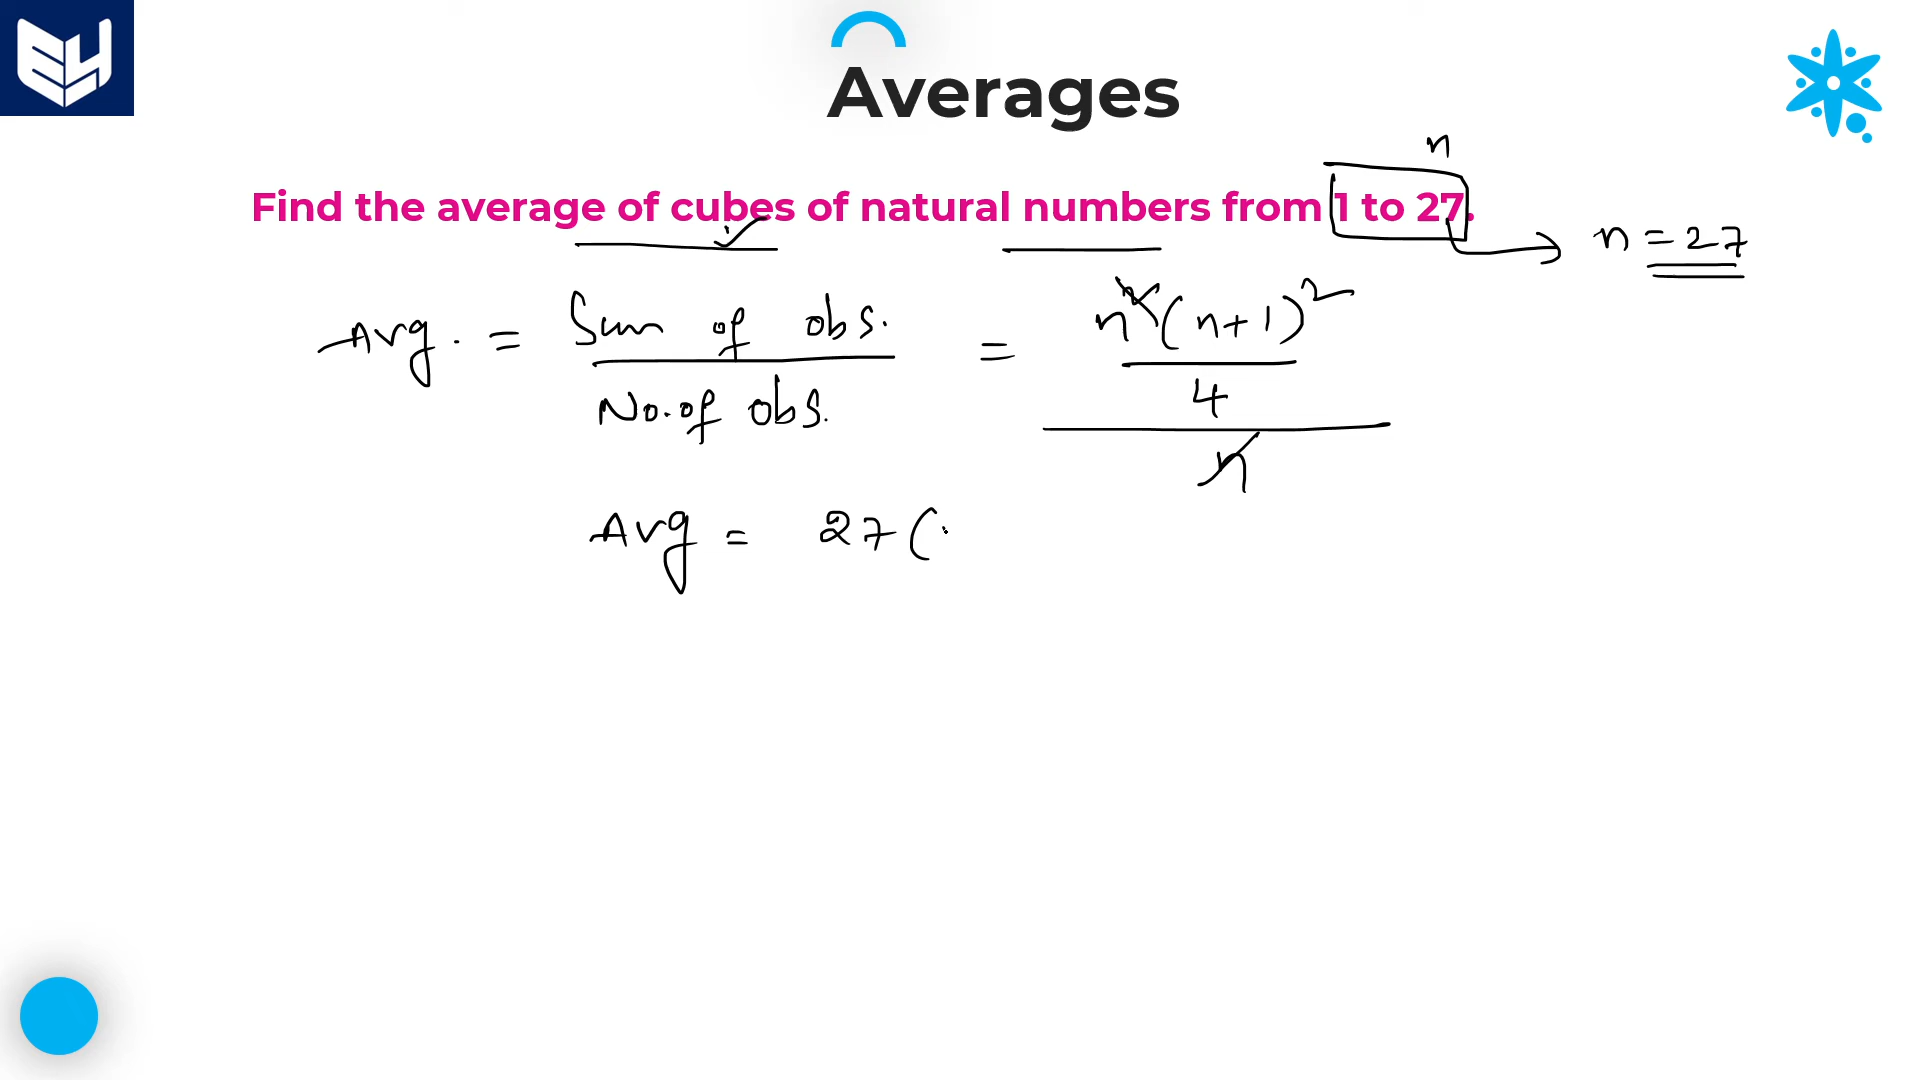 EY
Averages
n
Find the average of cubes of natural numbers from 1 to 27.
n = 27
Avg. = Sum of obs. / No. of obs. = n²(n+1)² / 4 / n
Avg = 27(